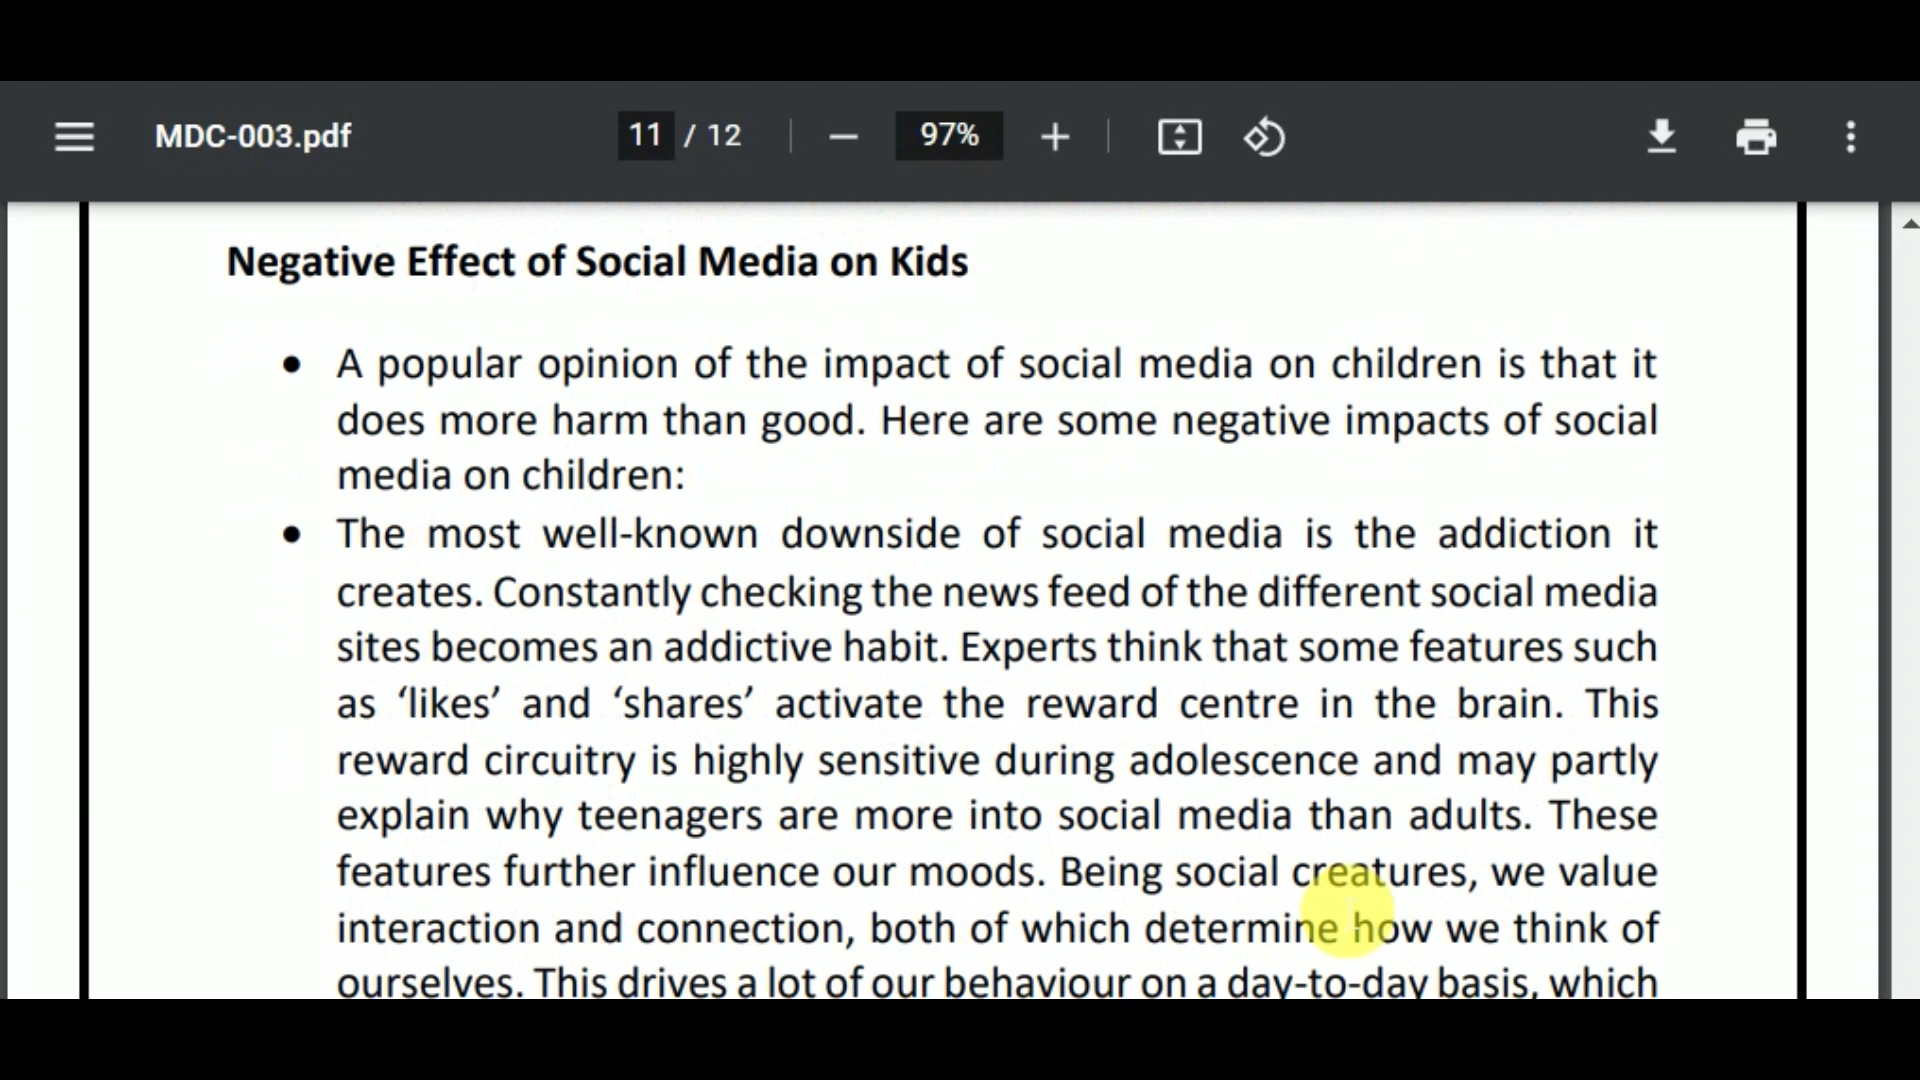 MDC-003.pdf
11 / 12
97%
Negative Effect of Social Media on Kids
• A popular opinion of the impact of social media on children is that it
does more harm than good. Here are some negative impacts of social
media on children:
• The most well-known downside of social media is the addiction it
creates. Constantly checking the news feed of the different social media
sites becomes an addictive habit. Experts think that some features such
as ‘likes’ and ‘shares’ activate the reward centre in the brain. This
reward circuitry is highly sensitive during adolescence and may partly
explain why teenagers are more into social media than adults. These
features further influence our moods. Being social creatures, we value
interaction and connection, both of which determine how we think of
ourselves. This drives a lot of our behaviour on a day-to-day basis, which